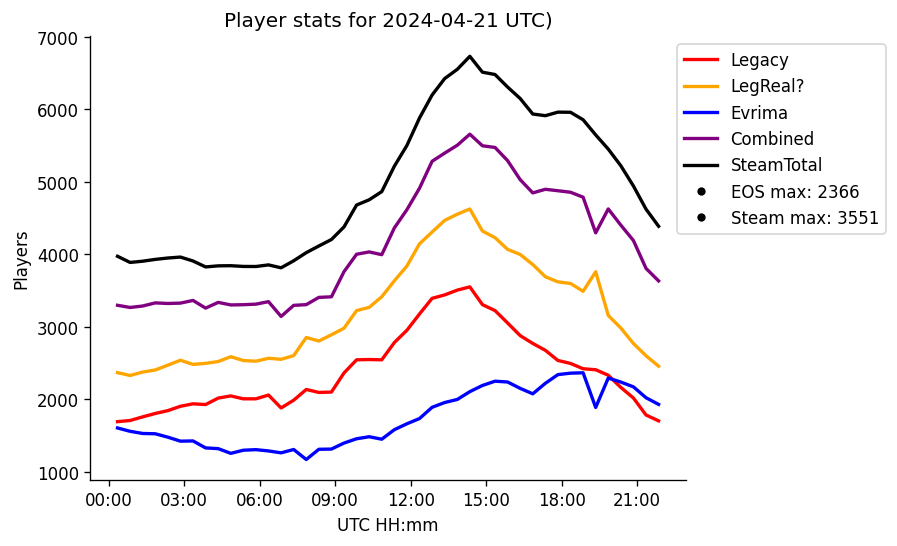 Player stats for 2024-04-21 UTC)
7000
6000
5000
4000
3000
2000
1000
Players
00:00 03:00 06:00 09:00 12:00 15:00 18:00 21:00
UTC HH:mm
Legacy
LegReal?
Evrima
Combined
SteamTotal
EOS max: 2366
Steam max: 3551